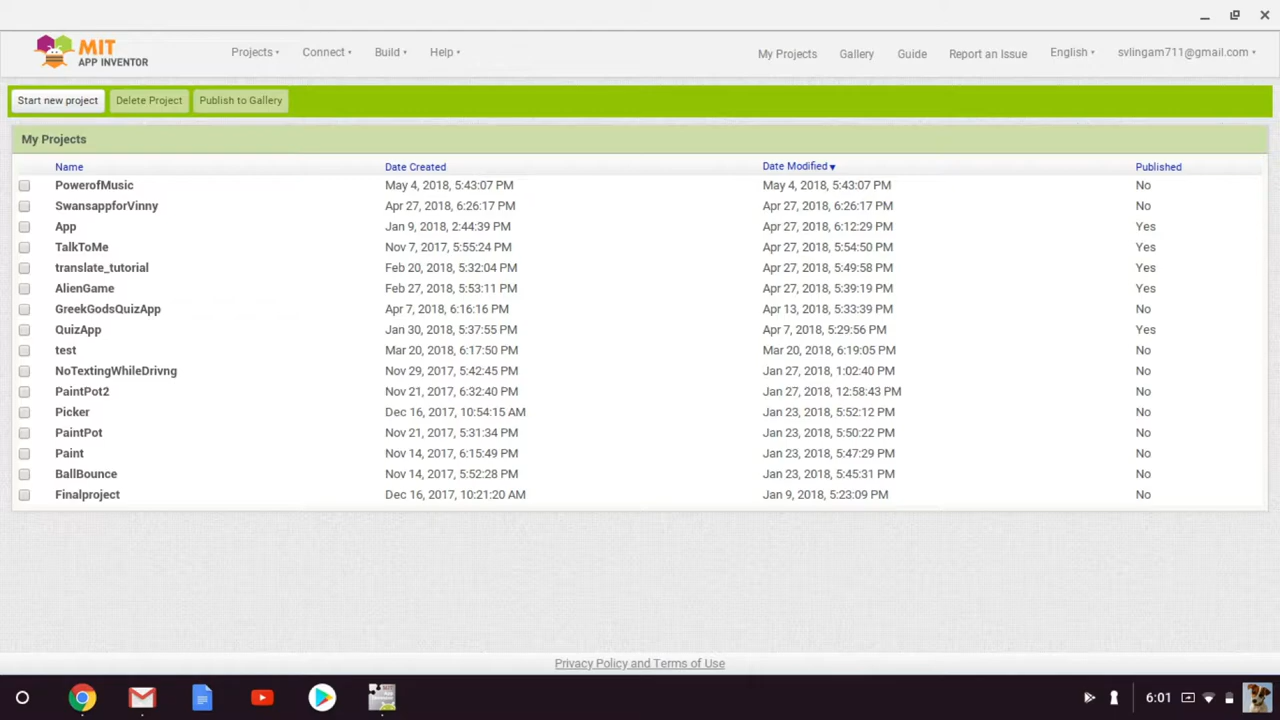 MIT
APP INVENTOR
Projects Connect Build Help My Projects Gallery Guide Report an Issue English svlingam711@gmail.com
Start new project Delete Project Publish to Gallery
My Projects
Name Date Created Date Modified Published
PowerofMusic May 4, 2018, 5:43:07 PM May 4, 2018, 5:43:07 PM No
SwansappforVinny Apr 27, 2018, 6:26:17 PM Apr 27, 2018, 6:26:17 PM No
App Jan 9, 2018, 2:44:39 PM Apr 27, 2018, 6:12:29 PM Yes
TalkToMe Nov 7, 2017, 5:55:24 PM Apr 27, 2018, 5:54:50 PM Yes
translate_tutorial Feb 20, 2018, 5:32:04 PM Apr 27, 2018, 5:49:58 PM Yes
AlienGame Feb 27, 2018, 5:53:11 PM Apr 27, 2018, 5:39:19 PM Yes
GreekGodsQuizApp Apr 7, 2018, 6:16:16 PM Apr 13, 2018, 5:33:39 PM No
QuizApp Jan 30, 2018, 5:37:55 PM Apr 7, 2018, 5:29:56 PM Yes
test Mar 20, 2018, 6:17:50 PM Mar 20, 2018, 6:19:05 PM No
NoTextingWhileDrivng Nov 29, 2017, 5:42:45 PM Jan 27, 2018, 1:02:40 PM No
PaintPot2 Nov 21, 2017, 6:32:40 PM Jan 27, 2018, 12:58:43 PM No
Picker Dec 16, 2017, 10:54:15 AM Jan 23, 2018, 5:52:12 PM No
PaintPot Nov 21, 2017, 5:31:34 PM Jan 23, 2018, 5:50:22 PM No
Paint Nov 14, 2017, 6:15:49 PM Jan 23, 2018, 5:47:29 PM No
BallBounce Nov 14, 2017, 5:52:28 PM Jan 23, 2018, 5:45:31 PM No
Finalproject Dec 16, 2017, 10:21:20 AM Jan 9, 2018, 5:23:09 PM No
Privacy Policy and Terms of Use
6:01